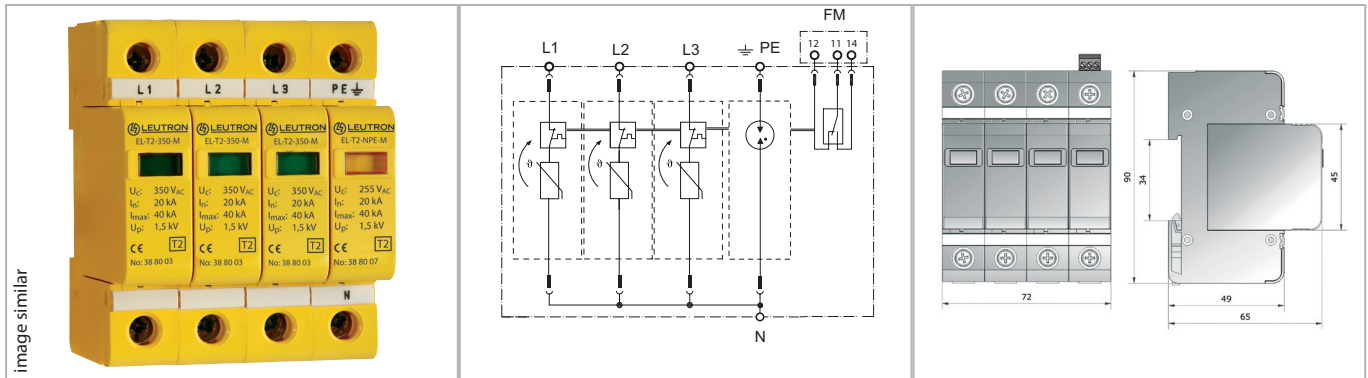 image similar
L1 L2 L3 PE
LEUTRON LEUTRON LEUTRON LEUTRON
EL-T2-350-M EL-T2-350-M EL-T2-350-M EL-T2-NPE-M
Uc: 350 VAC Uc: 350 VAC Uc: 350 VAC Uc: 255 VAC
In: 20 kA In: 20 kA In: 20 kA In: 20 kA
Imax: 40 kA Imax: 40 kA Imax: 40 kA Imax: 40 kA
Up: 1,5 kV Up: 1,5 kV Up: 1,5 kV Up: 1,5 kV
CE T2 CE T2 CE T2 CE T2
No: 38 80 03 No: 38 80 03 No: 38 80 03 No: 38 80 07
N
FM
12 11 14
L1 L2 L3 PE
ϑ ϑ ϑ
N
72
90
34
45
49
65